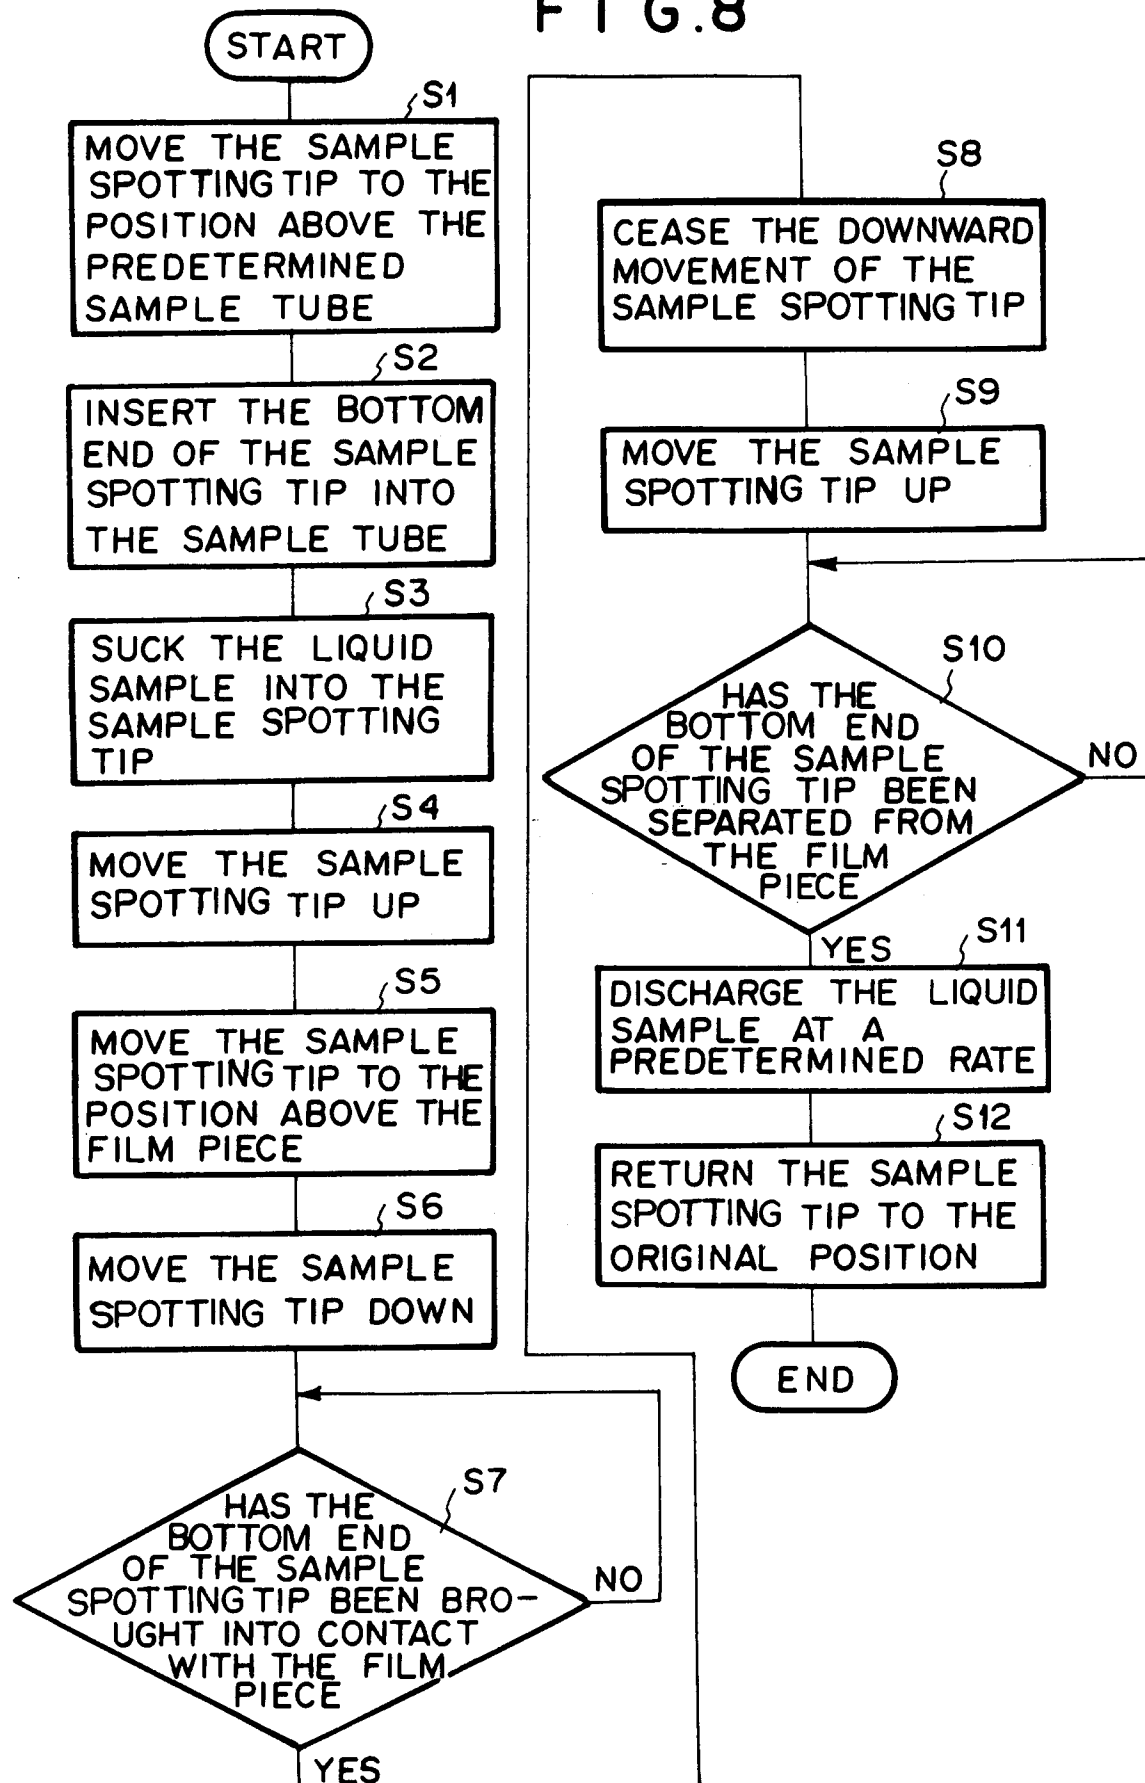 FIG.8
START
S1
MOVE THE SAMPLE
SPOTTING TIP TO THE
POSITION ABOVE THE
PREDETERMINED
SAMPLE TUBE
S2
INSERT THE BOTTOM
END OF THE SAMPLE
SPOTTING TIP INTO
THE SAMPLE TUBE
S3
SUCK THE LIQUID
SAMPLE INTO THE
SAMPLE SPOTTING
TIP
S4
MOVE THE SAMPLE
SPOTTING TIP UP
S5
MOVE THE SAMPLE
SPOTTING TIP TO THE
POSITION ABOVE THE
FILM PIECE
S6
MOVE THE SAMPLE
SPOTTING TIP DOWN
S7
HAS THE
BOTTOM END
OF THE SAMPLE
SPOTTING TIP BEEN BRO-
UGHT INTO CONTACT
WITH THE FILM
PIECE
NO
YES
S8
CEASE THE DOWNWARD
MOVEMENT OF THE
SAMPLE SPOTTING TIP
S9
MOVE THE SAMPLE
SPOTTING TIP UP
S10
HAS THE
BOTTOM END
OF THE SAMPLE
SPOTTING TIP BEEN
SEPARATED FROM
THE FILM
PIECE
NO
YES
S11
DISCHARGE THE LIQUID
SAMPLE AT A
PREDETERMINED RATE
S12
RETURN THE SAMPLE
SPOTTING TIP TO THE
ORIGINAL POSITION
END